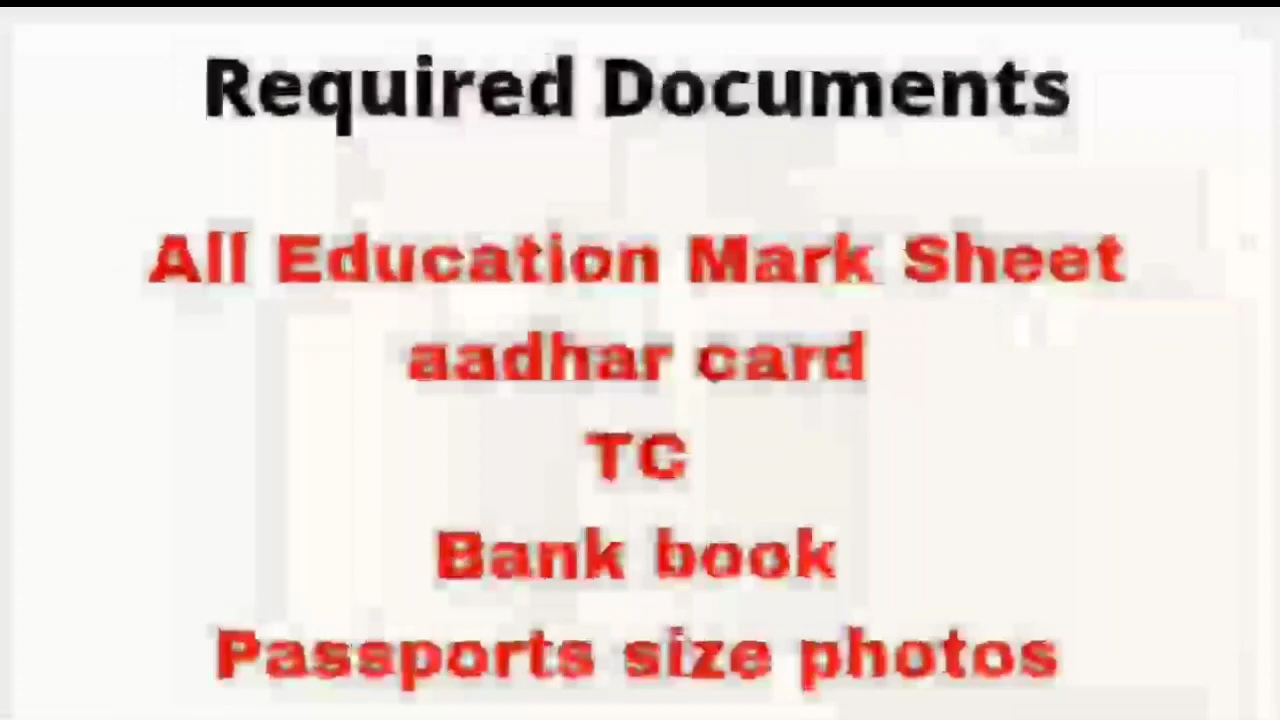 Required Documents
All Education Mark Sheet
aadhar card
TC
Bank book
Passports size photos